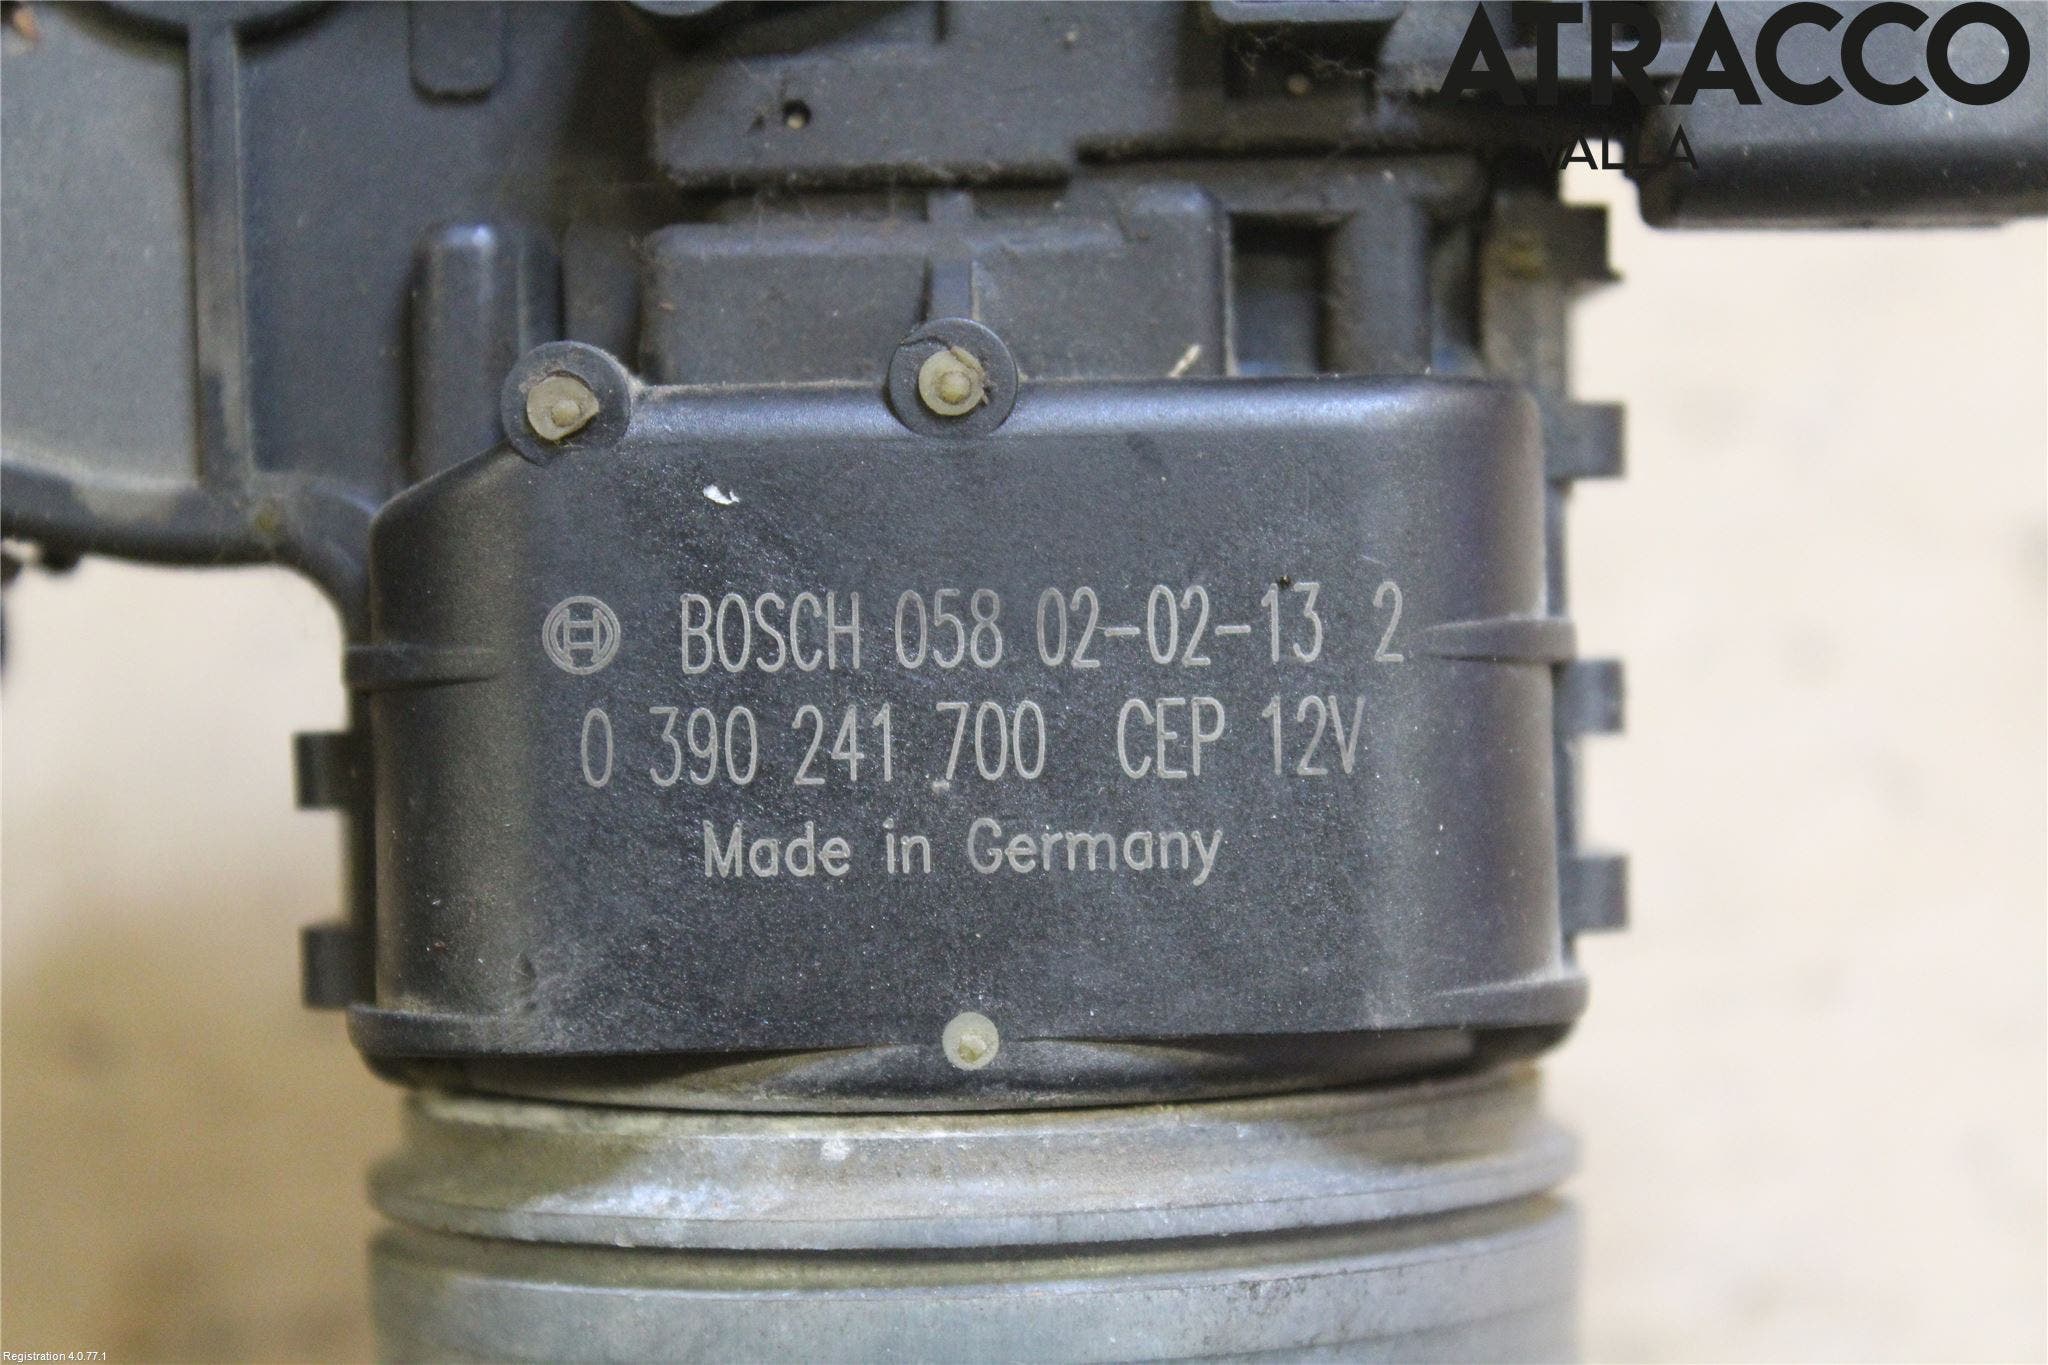 ATRACCO
VALLA
BOSCH 058 02-02-13 2
0 390 241 700 CEP 12V
Made in Germany
Registration 4.0.77.1